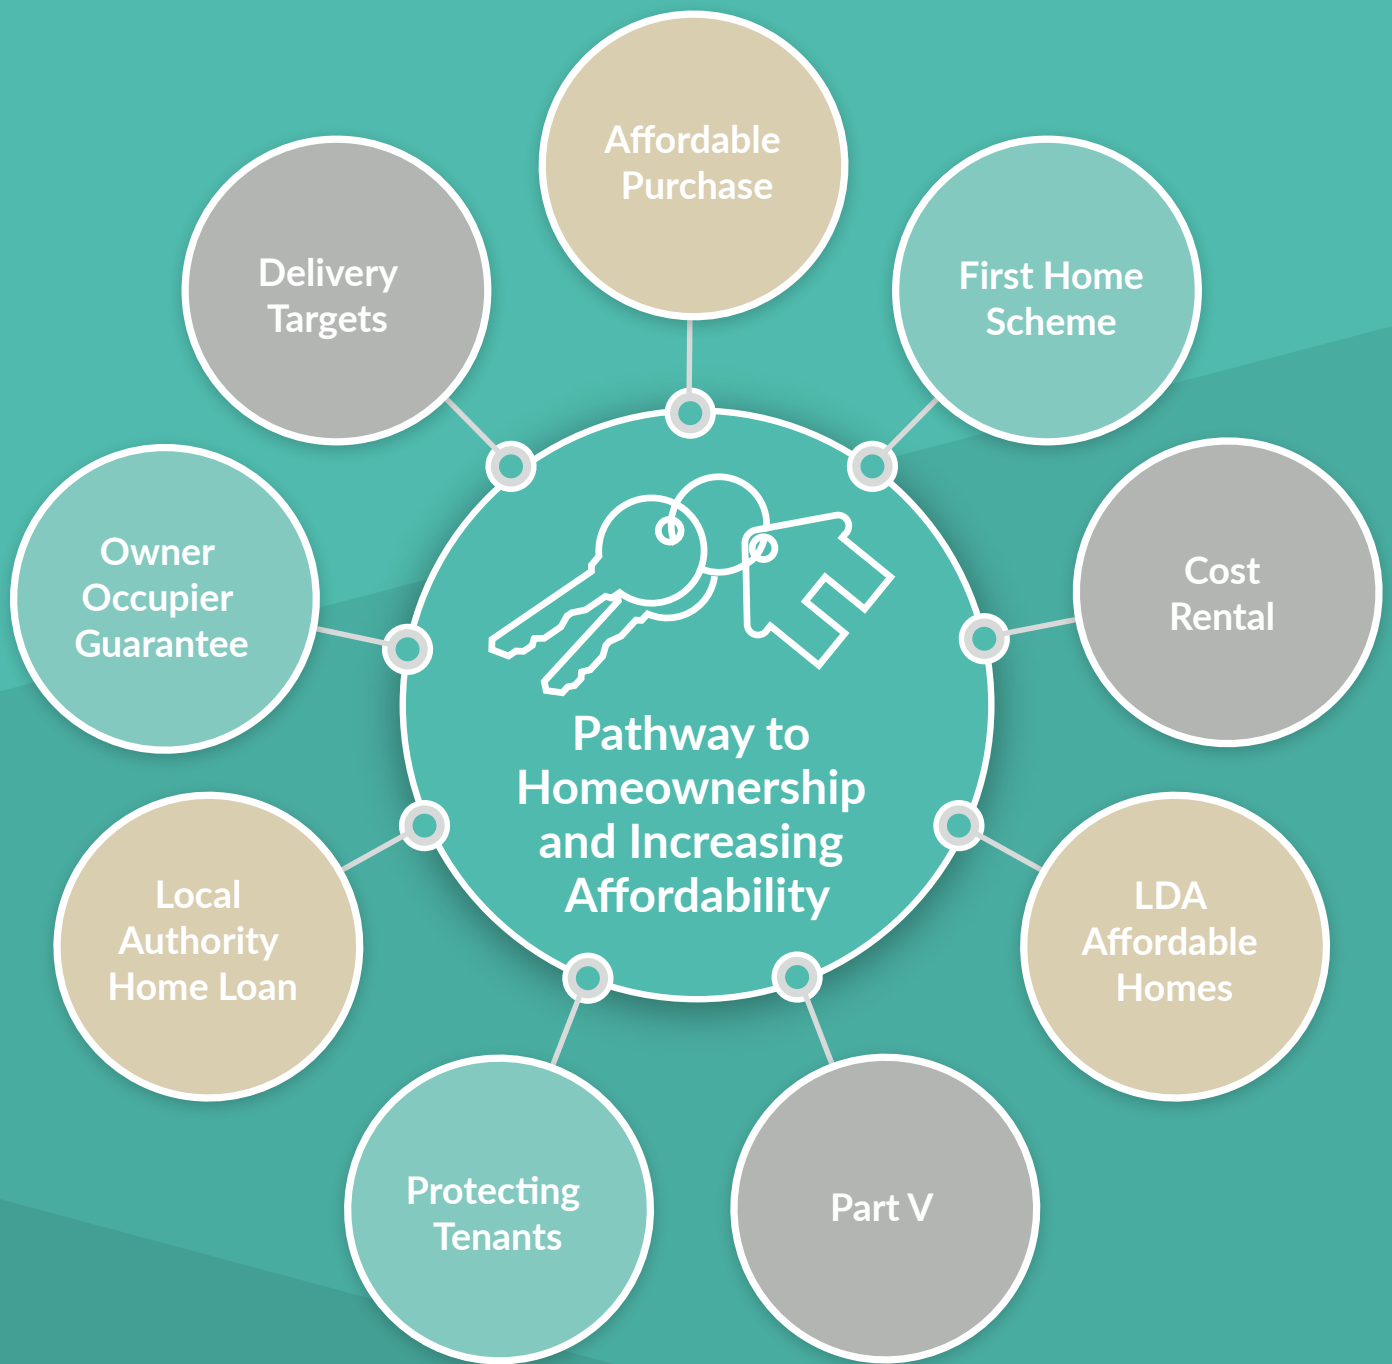 Affordable
Purchase
First Home
Scheme
Cost
Rental
LDA
Affordable
Homes
Part V
Protecting
Tenants
Local
Authority
Home Loan
Owner
Occupier
Guarantee
Delivery
Targets
Pathway to
Homeownership
and Increasing
Affordability